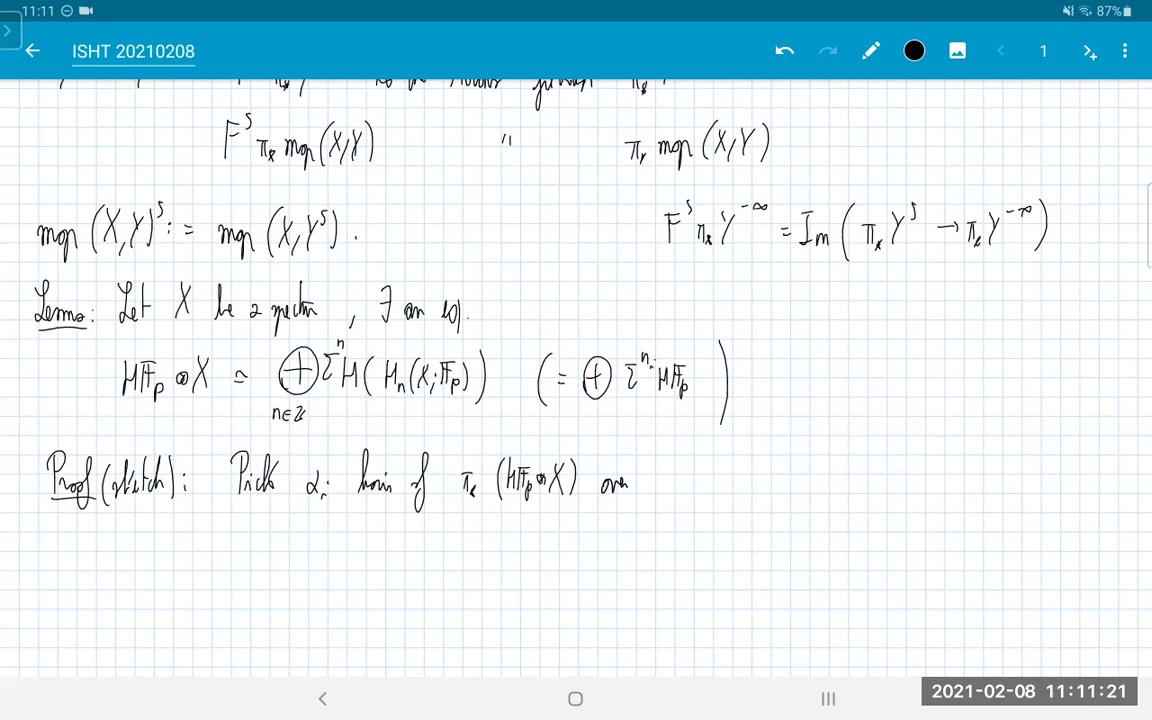 11:11 87%
ISHT 20210208 1
F^s π_* map(X,Y) " π_* map(X,Y)
map(X,Y)^s := map(X,Y^s). F^s π_* Y^{-∞} = Im(π_* Y^s → π_* Y^{-∞})
Lemma: Let X be a spectrum, ∃ an eq.
HF_p ⊗ X ≃ ⊕_{n∈ℤ} Σ^n H(H_n(X;F_p)) (= ⊕ Σ^{n_i} HF_p)
Proof (sketch): Pick α_i basis of π_*(HF_p ⊗ X) over
2021-02-08 11:11:21